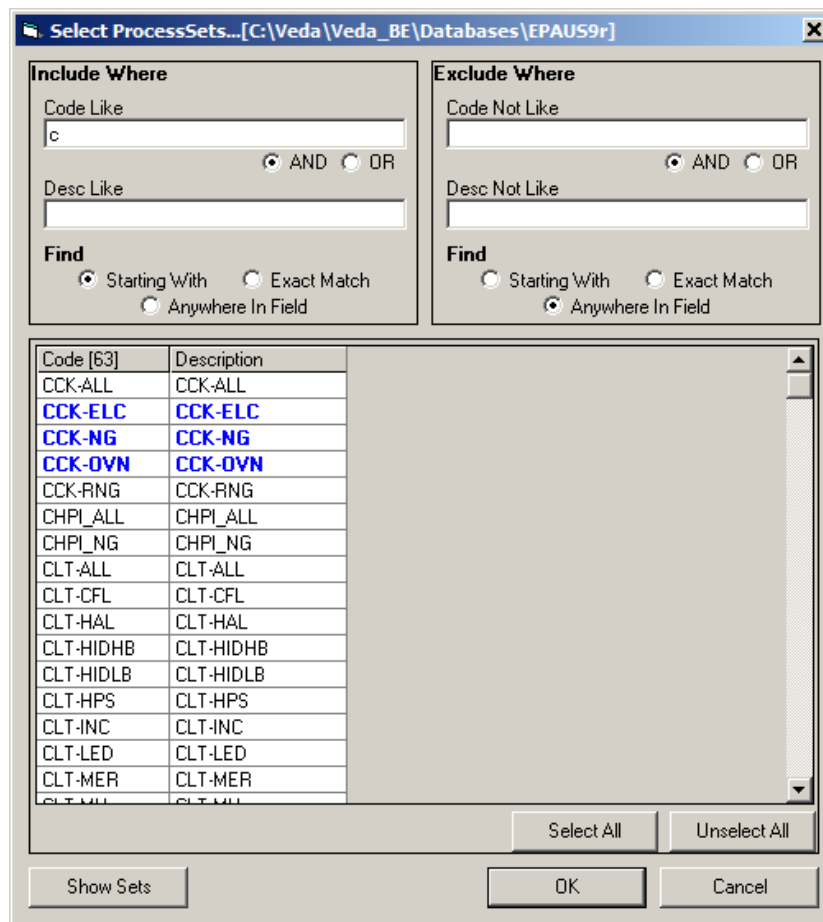 Select ProcessSets...[C:\Veda\Veda_BE\Databases\EPAUS9r]
Include Where
Code Like
c
AND OR
Desc Like
Find
Starting With Exact Match
Anywhere In Field
Exclude Where
Code Not Like
AND OR
Desc Not Like
Find
Starting With Exact Match
Anywhere In Field
Code [63] Description
CCK-ALL CCK-ALL
CCK-ELC CCK-ELC
CCK-NG CCK-NG
CCK-OVN CCK-OVN
CCK-RNG CCK-RNG
CHPI_ALL CHPI_ALL
CHPI_NG CHPI_NG
CLT-ALL CLT-ALL
CLT-CFL CLT-CFL
CLT-HAL CLT-HAL
CLT-HIDHB CLT-HIDHB
CLT-HIDLB CLT-HIDLB
CLT-HPS CLT-HPS
CLT-INC CLT-INC
CLT-LED CLT-LED
CLT-MER CLT-MER
Select All Unselect All
Show Sets OK Cancel